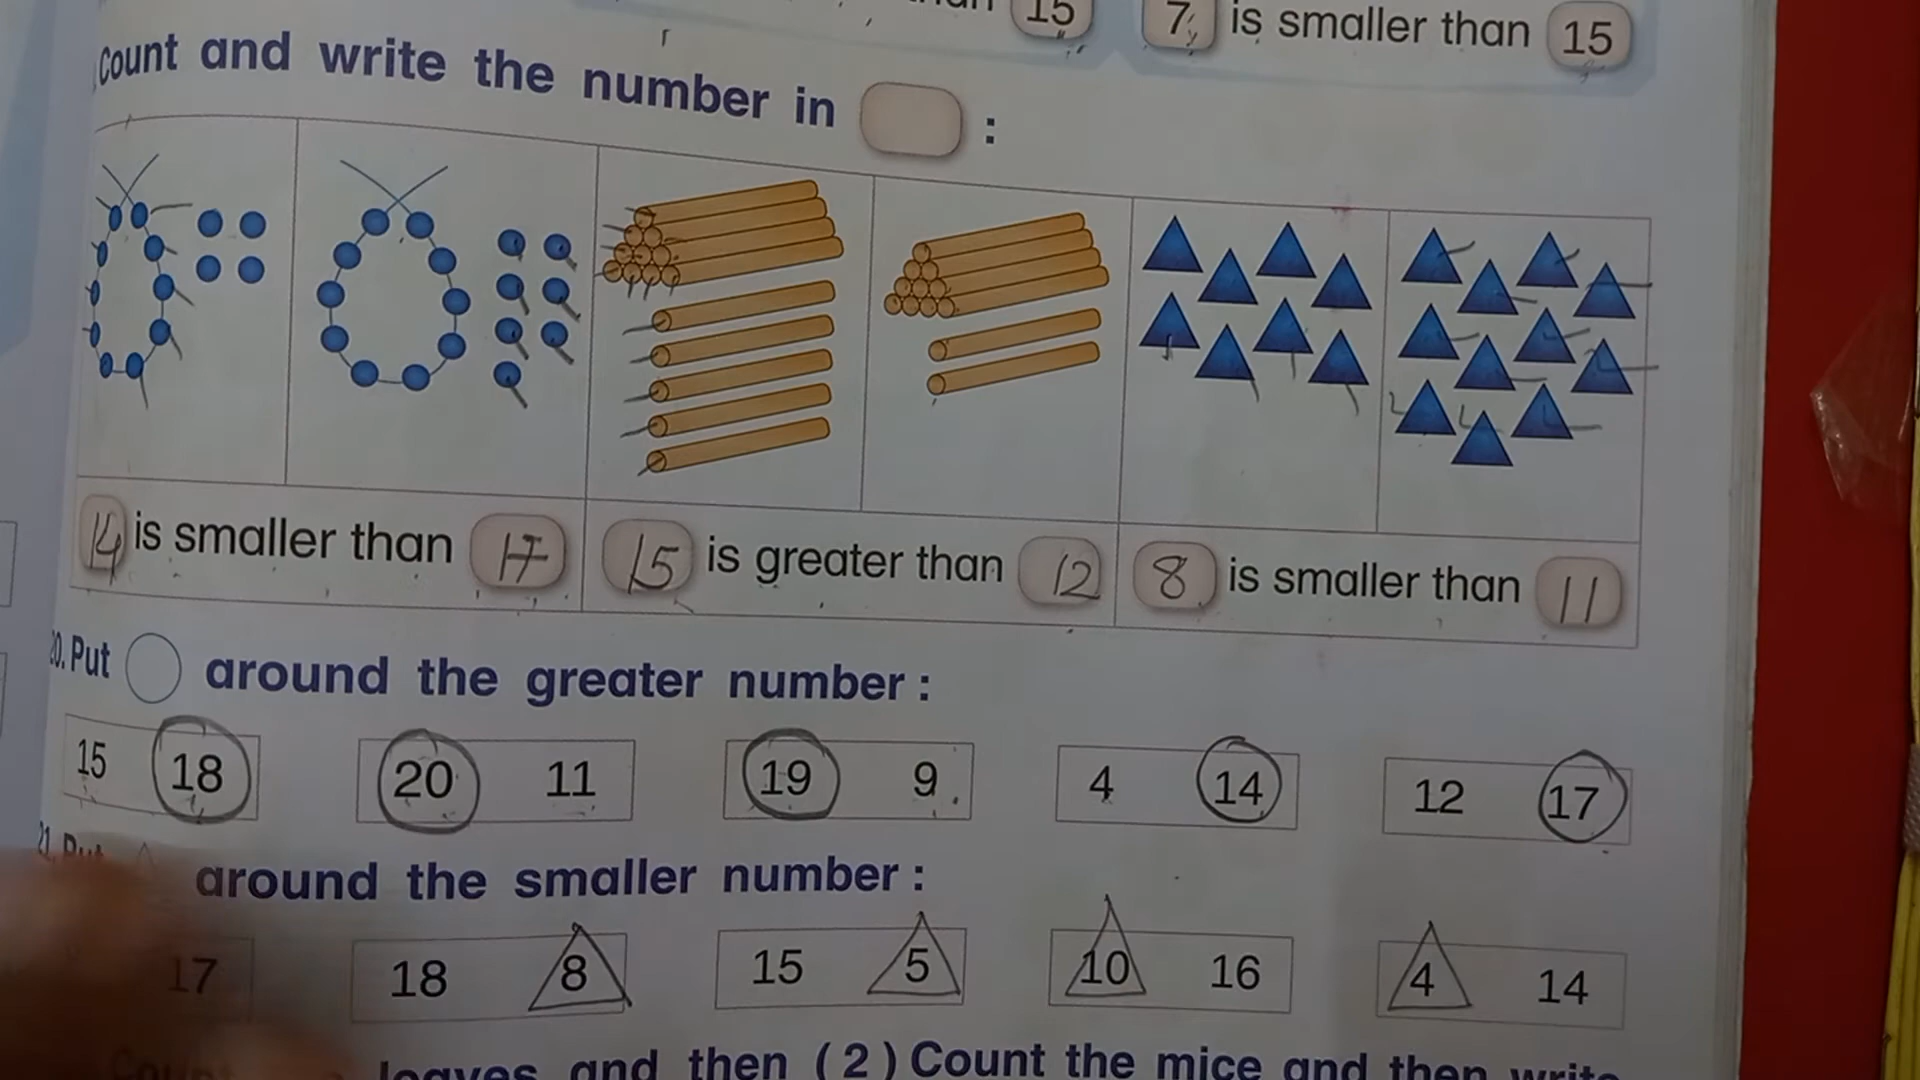 15 7 is smaller than 15
Count and write the number in :
14 is smaller than 17 15 is greater than 12 8 is smaller than 11
Put around the greater number :
15 18 20 11 19 9 4 14 12 17
21. Put around the smaller number :
17 18 8 15 5 10 16 4 14
leaves and then ( 2 ) Count the mice and then write